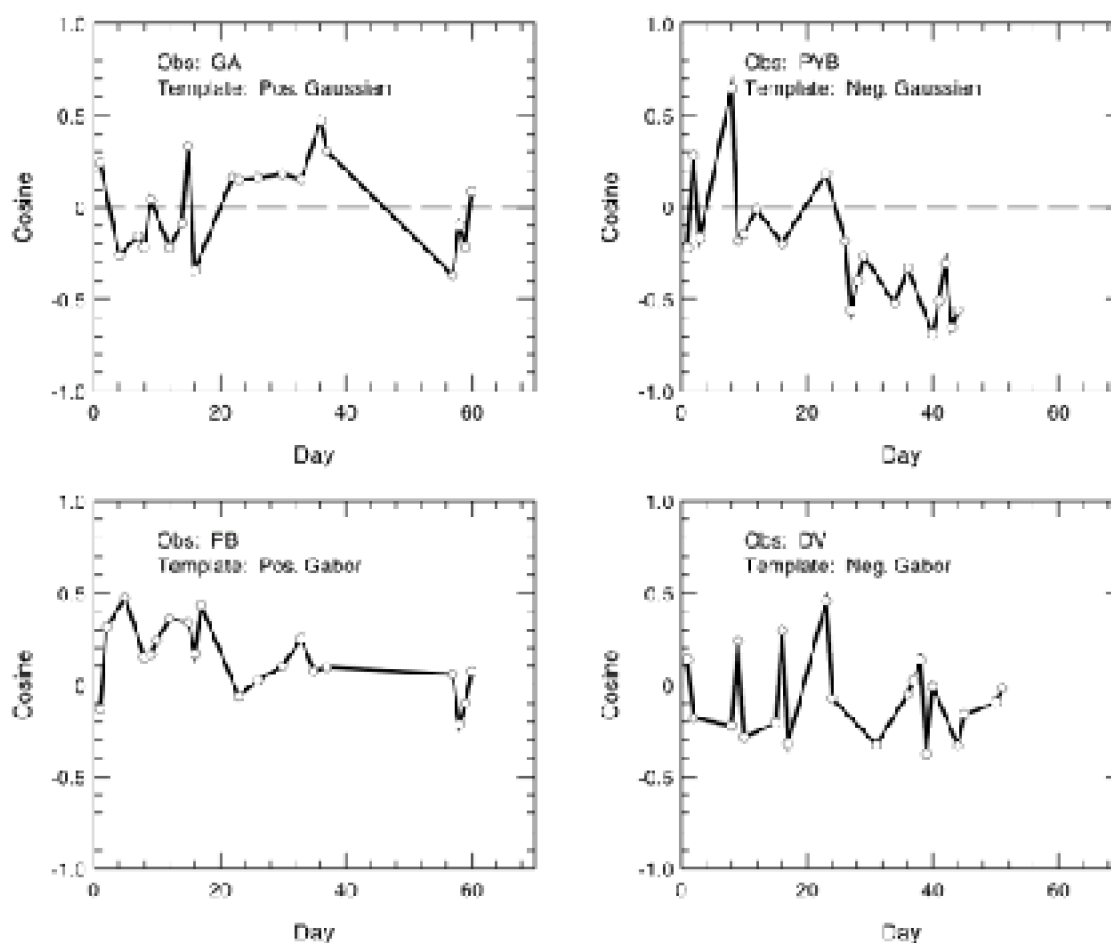 1.0
Obs: GA
Template: Pos. Gaussian
0.5
0
-0.5
-1.0
Cosine
0 20 40 60
Day
1.0
Obs: PYB
Template: Neg. Gaussian
0.5
0
-0.5
-1.0
Cosine
0 20 40 60
Day
1.0
Obs: FB
Template: Pos. Gabor
0.5
0
-0.5
-1.0
Cosine
0 20 40 60
Day
1.0
Obs: DV
Template: Neg. Gabor
0.5
0
-0.5
-1.0
Cosine
0 20 40 60
Day